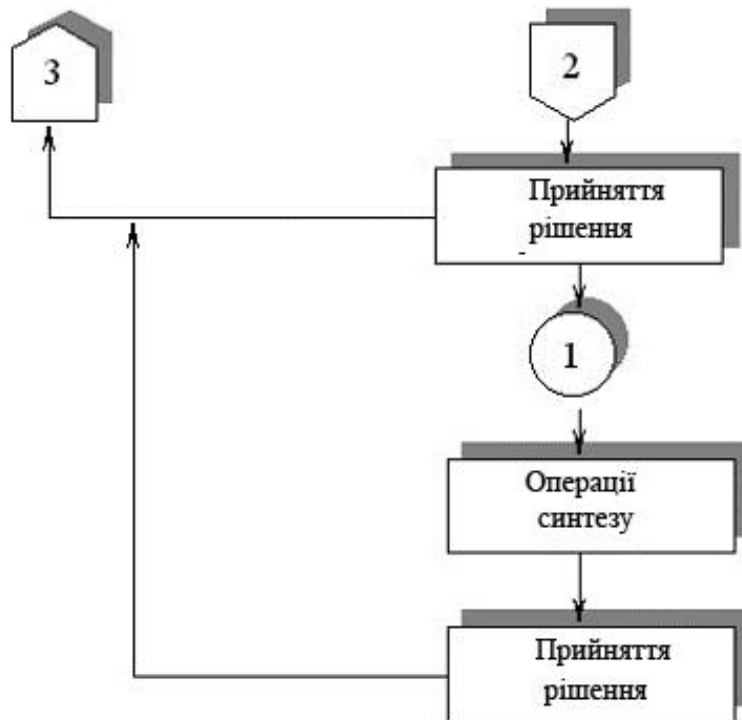 3
2
Прийняття
рішення
1
Операції
синтезу
Прийняття
рішення